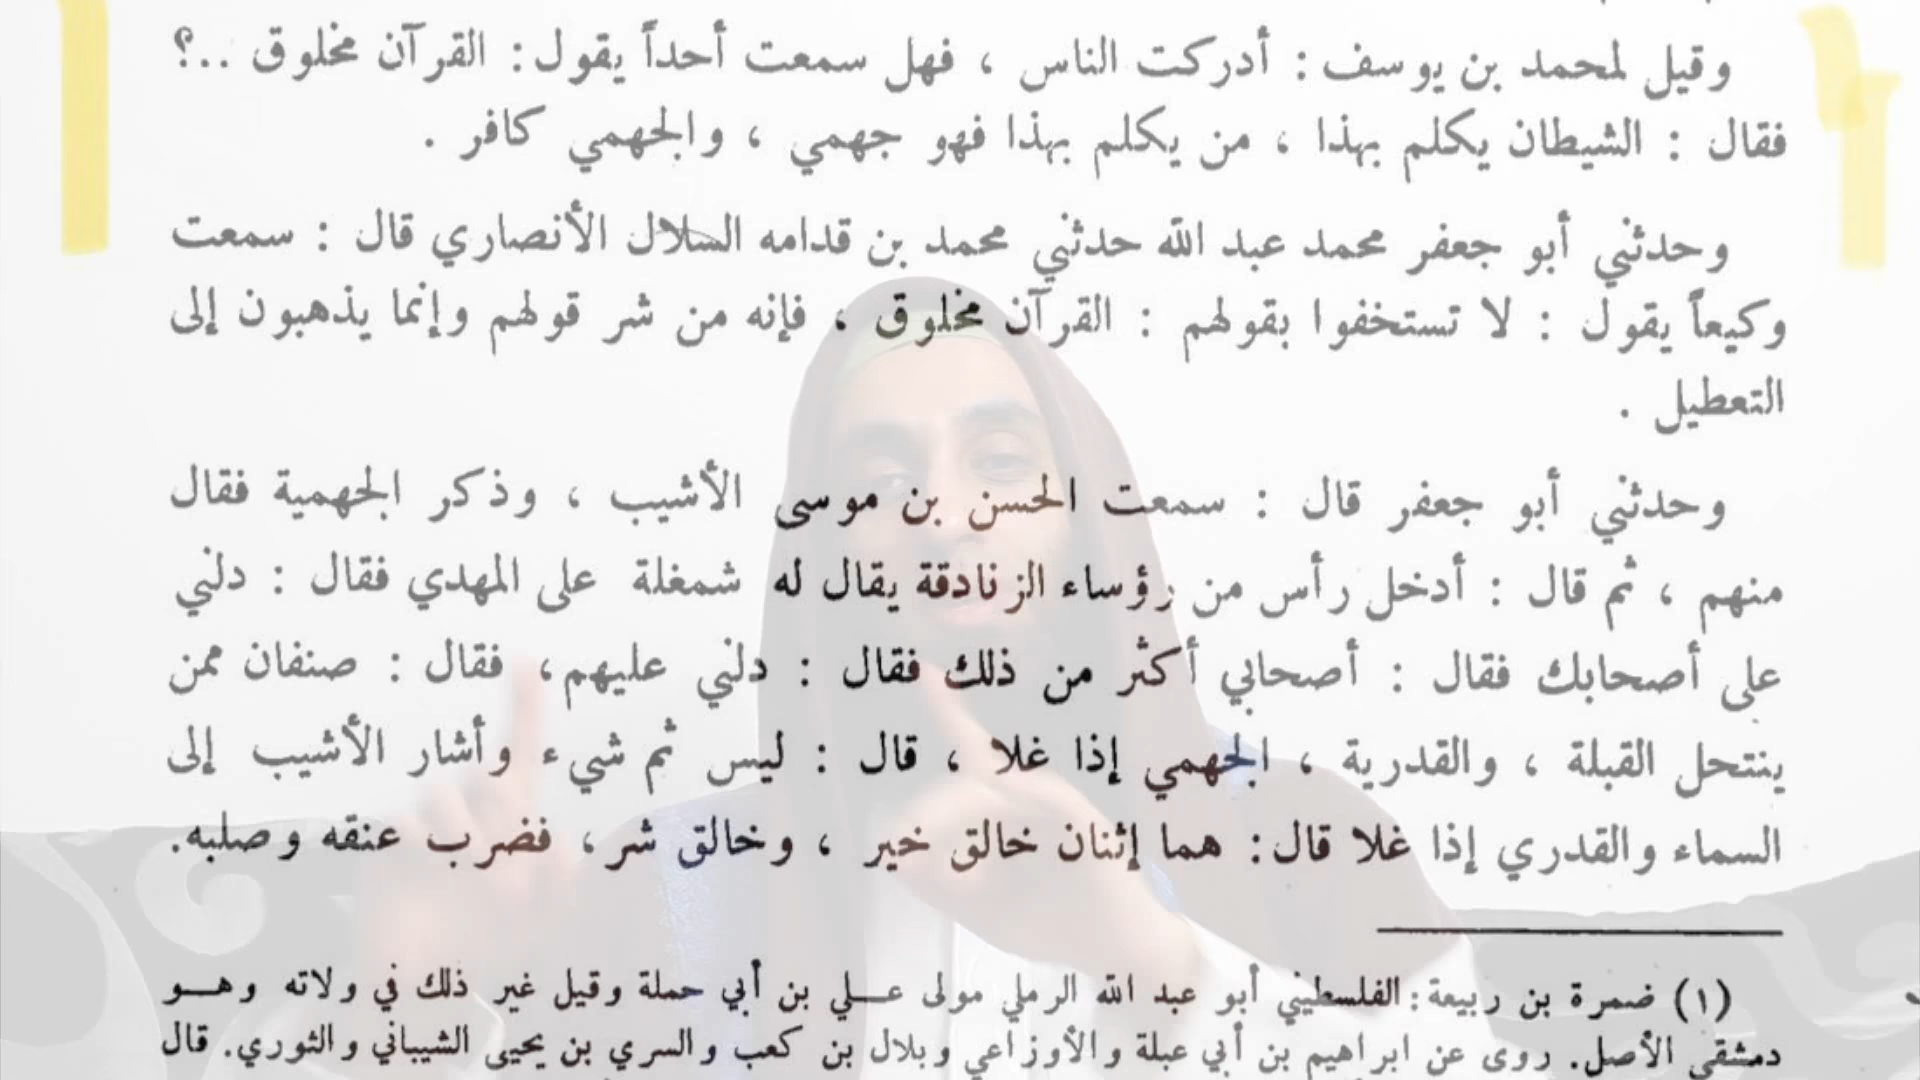 وقيل لمحمد بن يوسف : أدركت الناس ، فهل سمعت أحداً يقول : القرآن مخلوق ..؟
فقال : الشيطان يكلم بهذا ، من يكلم بهذا فهو جهمي ، والجهمي كافر .
وحدثني أبو جعفر محمد عبد الله حدثني محمد بن قدامه السلال الأنصاري قال : سمعت
وكيعاً يقول : لا تستخفوا بقولهم : القرآن مخلوق ، فإنه من شر قولهم وإنما يذهبون إلى
التعطيل .
وحدثني أبو جعفر قال : سمعت الحسن بن موسى الأشيب ، وذكر الجهمية فقال
منهم ، ثم قال : أدخل رأس من رؤساء الزنادقة يقال له شمغلة على المهدي فقال : دلني
على أصحابك فقال : أصحابي أكثر من ذلك فقال : دلني عليهم، فقال : صنفان ممن
ينتحل القبلة ، والقدرية ، الجهمي إذا غلا ، قال : ليس ثم شيء وأشار الأشيب إلى
السماء والقدري إذا غلا قال : هما إثنان خالق خير ، وخالق شر ، فضرب عنقه وصلبه.
(١) ضمرة بن ربيعة : الفلسطيني أبو عبد الله الرملي مولى عـلي بن أبي حملة وقيل غير ذلك في ولاته وهـو
دمشقي الأصل. روى عن ابراهيم بن أبي عبلة والأوزاعي وبلال بن كعب والسري بن يحيى الشيباني والثوري. قال